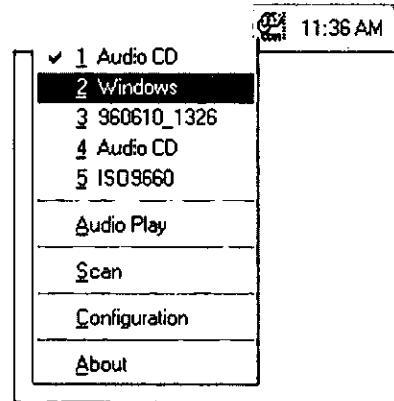 11:36 AM
✓ 1 Audio CD
2 Windows
3 960610_1326
4 Audio CD
5 ISO9660
Audio Play
Scan
Configuration
About